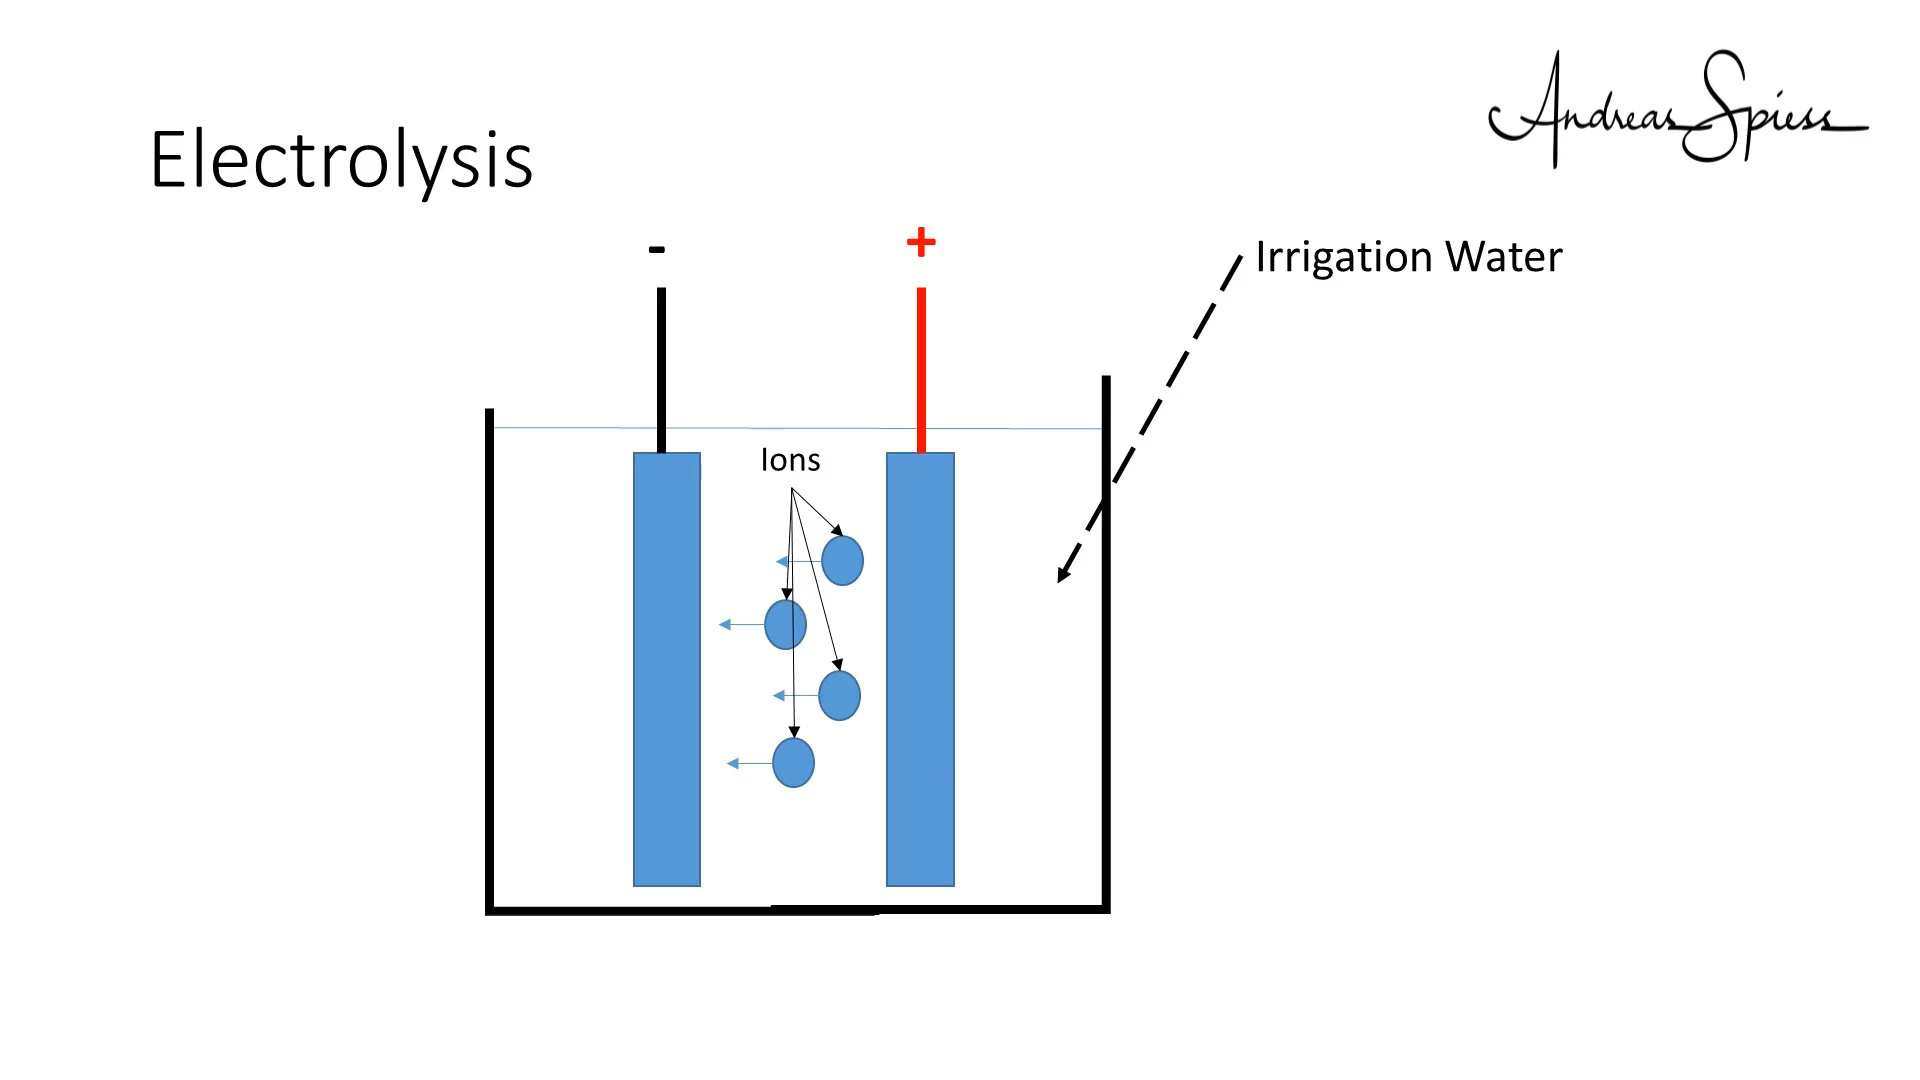 Andreas Spiess
Electrolysis
-
+
Irrigation Water
Ions